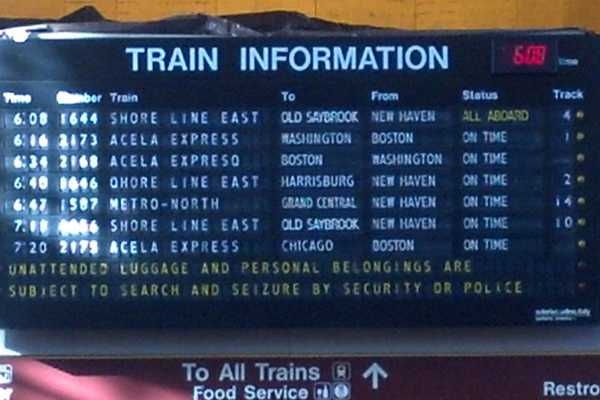 TRAIN INFORMATION 6:09 time
Time Number Train To From Status Track
6:08 1644 SHORE LINE EAST OLD SAYBROOK NEW HAVEN ALL ABOARD 4
6:16 2173 ACELA EXPRESS WASHINGTON BOSTON ON TIME 1
6:34 2168 ACELA EXPRESQ BOSTON WASHINGTON ON TIME
6:40 1646 QHORE LINE EAST HARRISBURG NEW HAVEN ON TIME 2
6:47 1507 METRO-NORTH GRAND CENTRAL NEW HAVEN ON TIME 14
SHORE LINE EAST OLD SAYBROOK NEW HAVEN ON TIME 10
7:20 2175 ACELA EXPRESS CHICAGO BOSTON ON TIME
UNATTENDED LUGGAGE AND PERSONAL BELONGINGS ARE
SUBJECT TO SEARCH AND SEIZURE BY SECURITY OR POLICE
To All Trains
Food Service
Restro